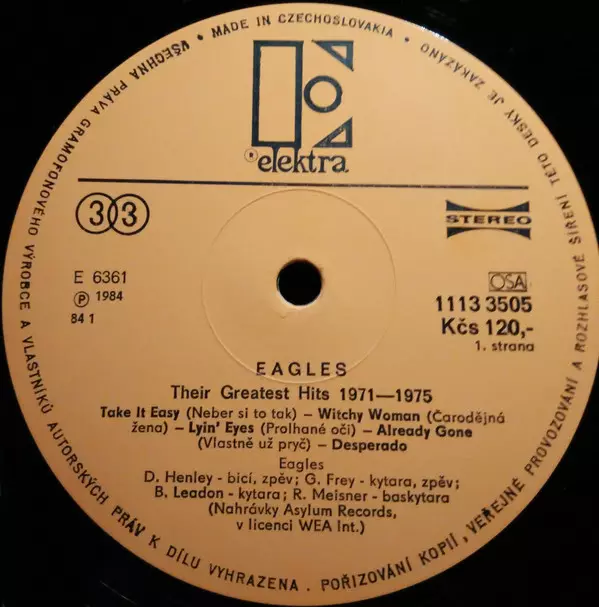 VŠECHNA PRÁVA GRAMOFONOVÉHO VÝROBCE A VLASTNÍKŮ AUTORSKÝCH PRÁV K DÍLU VYHRAZENA. POŘIZOVÁNÍ KOPIÍ, VEŘEJNÉ PROVOZOVÁNÍ A ROZHLASOVÉ ŠÍŘENÍ TÉTO DESKY JE ZAKÁZÁNO • MADE IN CZECHOSLOVAKIA •
elektra
33
STEREO
E 6361
Ⓟ 1984
84 1
OSA
1113 3505
Kčs 120,-
1. strana
EAGLES
Their Greatest Hits 1971—1975
Take It Easy (Neber si to tak) – Witchy Woman (Čarodějná
žena) – Lyin' Eyes (Prolhané oči) – Already Gone
(Vlastně už pryč) – Desperado
Eagles
D. Henley - bicí, zpěv; G. Frey - kytara, zpěv;
B. Leadon - kytara; R. Meisner - baskytara
(Nahrávky Asylum Records,
v licenci WEA Int.)